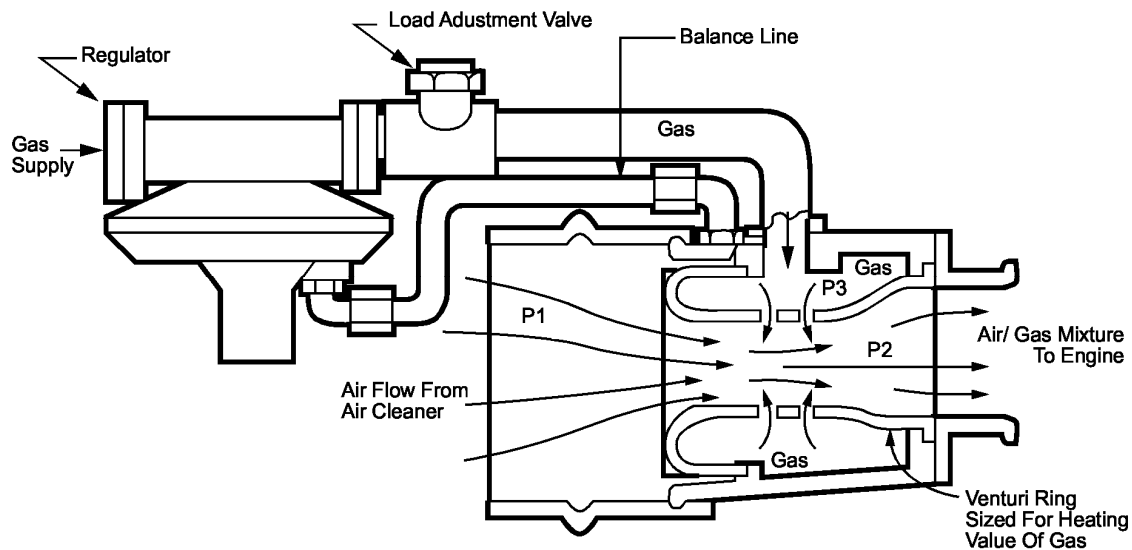 Load Adustment Valve
Balance Line
Regulator
Gas
Gas
Supply
Gas
P3
P1
P2
Air/ Gas Mixture
To Engine
Air Flow From
Air Cleaner
Gas
Venturi Ring
Sized For Heating
Value Of Gas